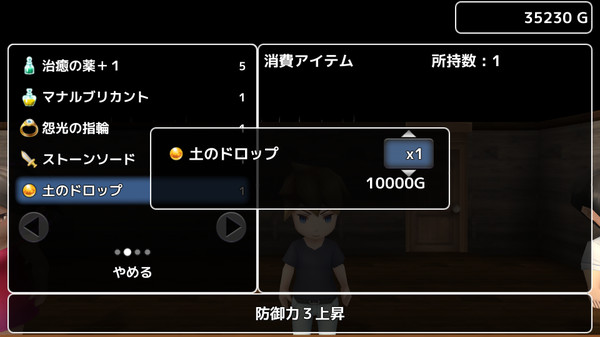 35230 G
治癒の薬＋１ 5
マナルブリカント 1
怨光の指輪 1
ストーンソード
土のドロップ 1
やめる
消費アイテム 所持数：1
土のドロップ x1
10000G
防御力３上昇